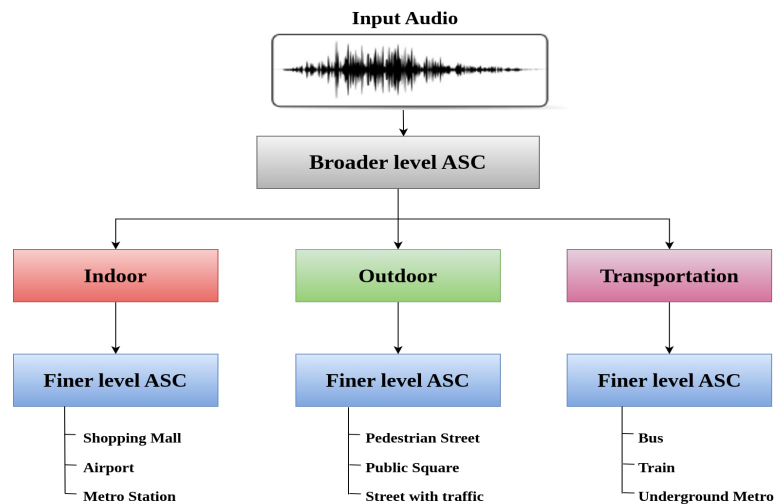 Input Audio
Broader level ASC
Indoor
Outdoor
Transportation
Finer level ASC
Finer level ASC
Finer level ASC
Shopping Mall
Airport
Metro Station
Pedestrian Street
Public Square
Street with traffic
Bus
Train
Underground Metro